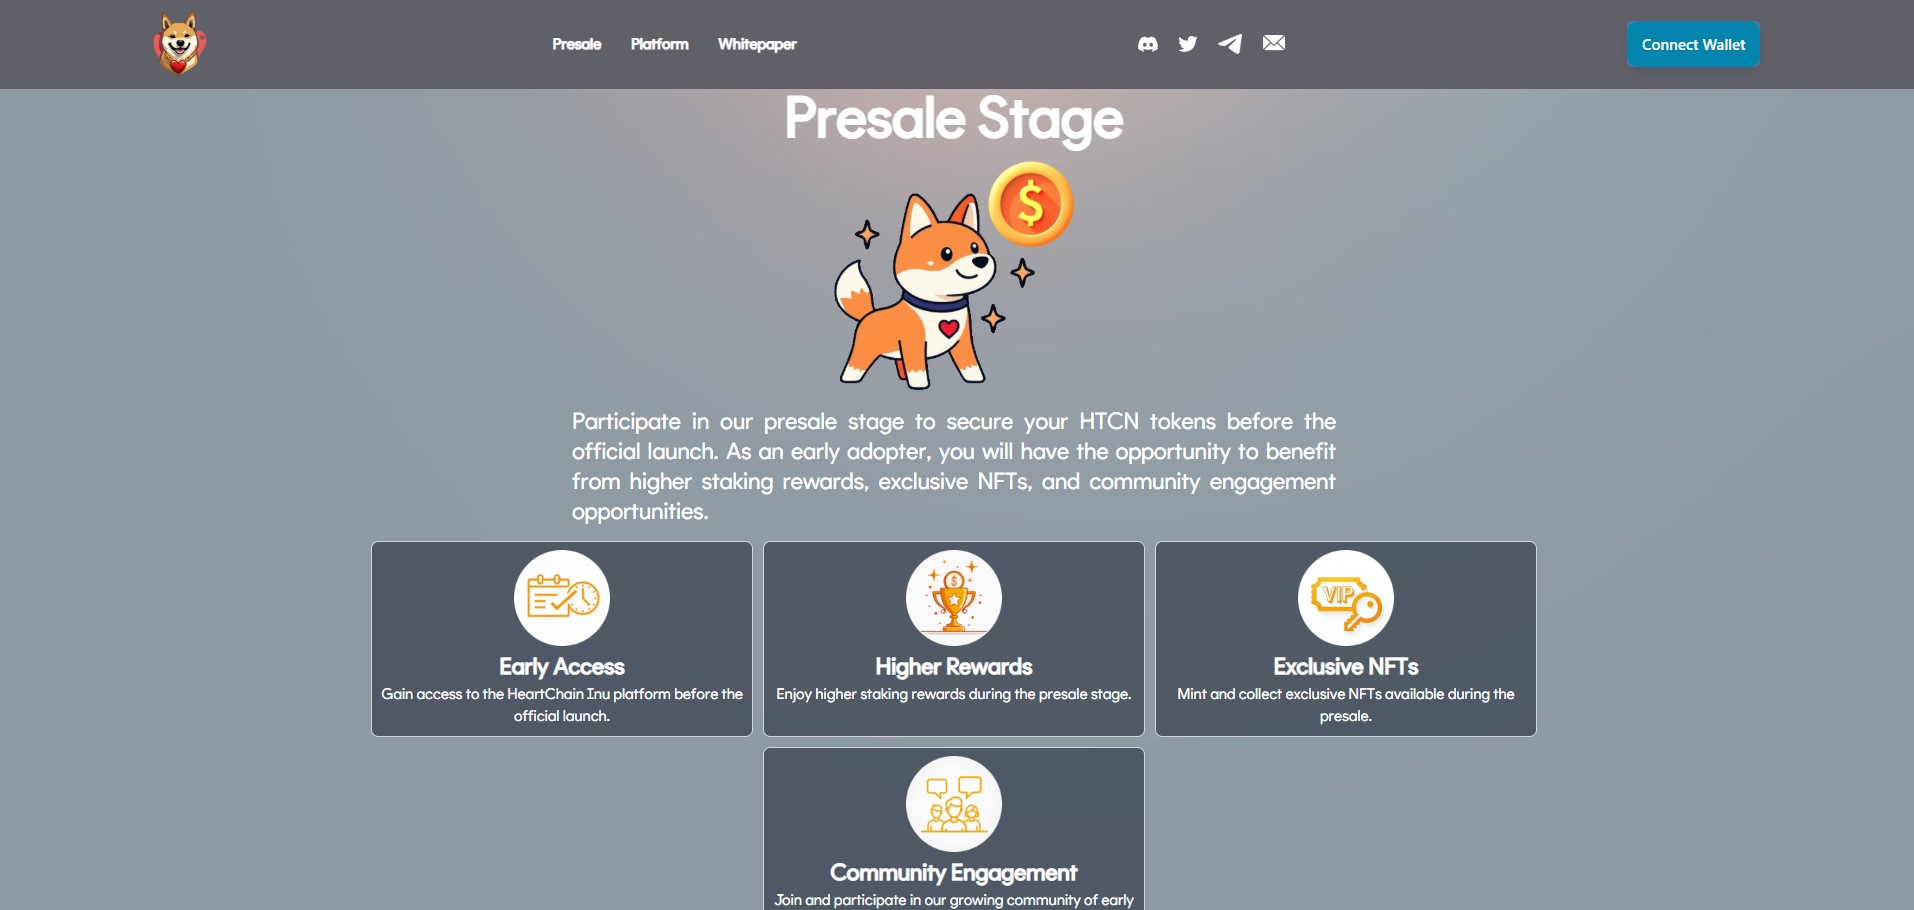 Presale Platform Whitepaper Connect Wallet
Presale Stage
$
Participate in our presale stage to secure your HTCN tokens before the
official launch. As an early adopter, you will have the opportunity to benefit
from higher staking rewards, exclusive NFTs, and community engagement
opportunities.
Early Access
Gain access to the HeartChain Inu platform before the
official launch.
$
Higher Rewards
Enjoy higher staking rewards during the presale stage.
VIP
Exclusive NFTs
Mint and collect exclusive NFTs available during the
presale.
Community Engagement
Join and participate in our growing community of early